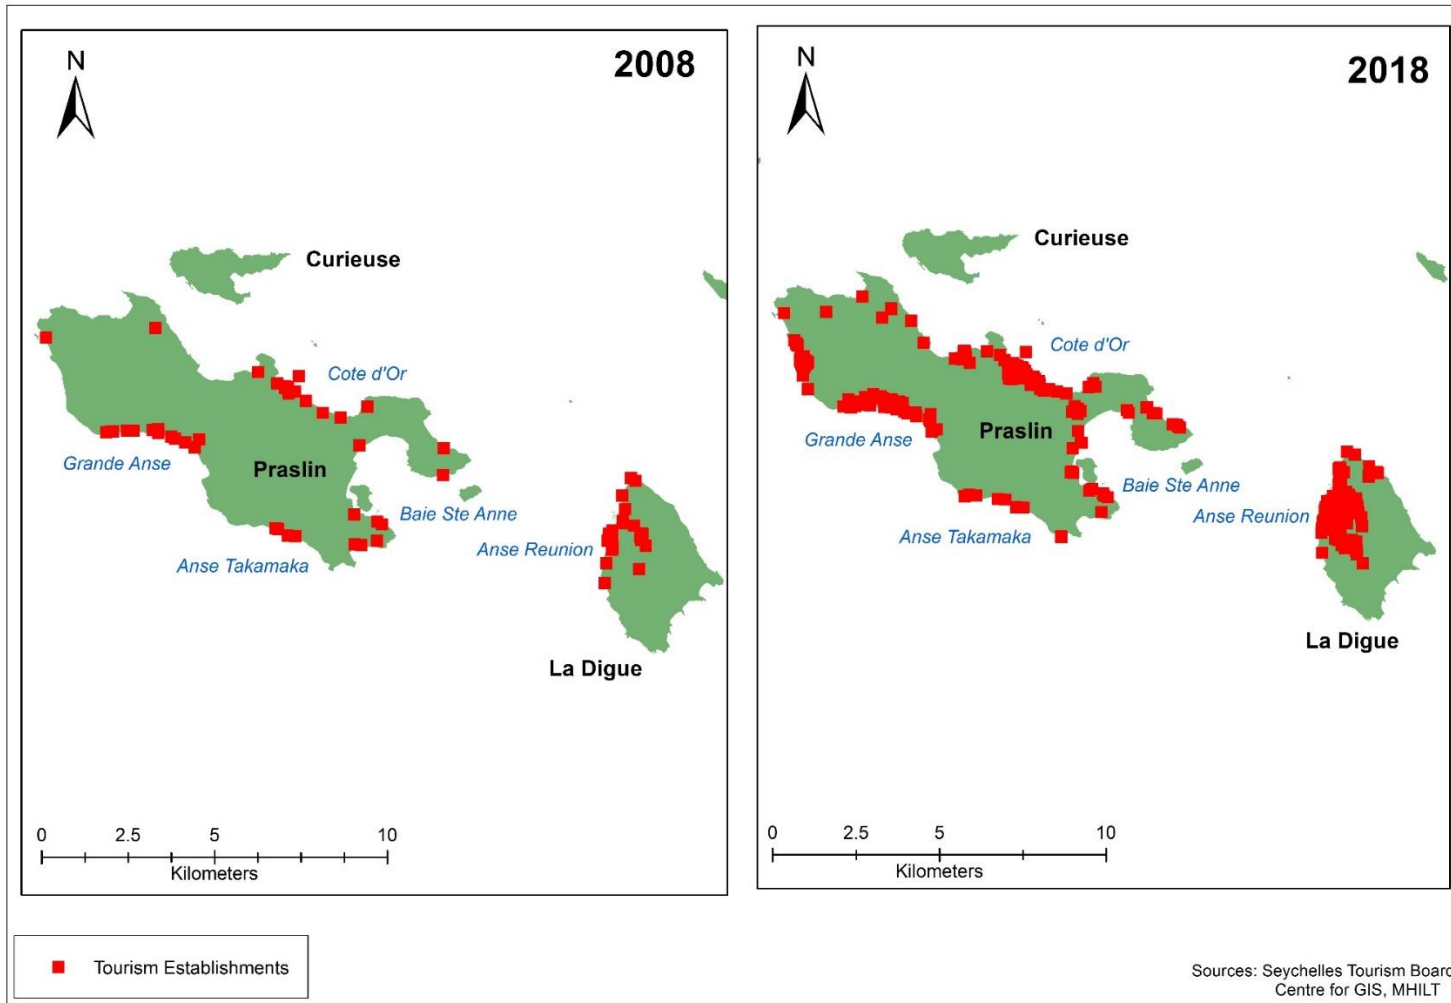 N
2008
Curieuse
Cote d'Or
Grande Anse
Praslin
Baie Ste Anne
Anse Reunion
Anse Takamaka
La Digue
0 2.5 5 10
Kilometers
N
2018
Curieuse
Cote d'Or
Grande Anse
Praslin
Baie Ste Anne
Anse Reunion
Anse Takamaka
La Digue
0 2.5 5 10
Kilometers
Tourism Establishments
Sources: Seychelles Tourism Board
Centre for GIS, MHILT